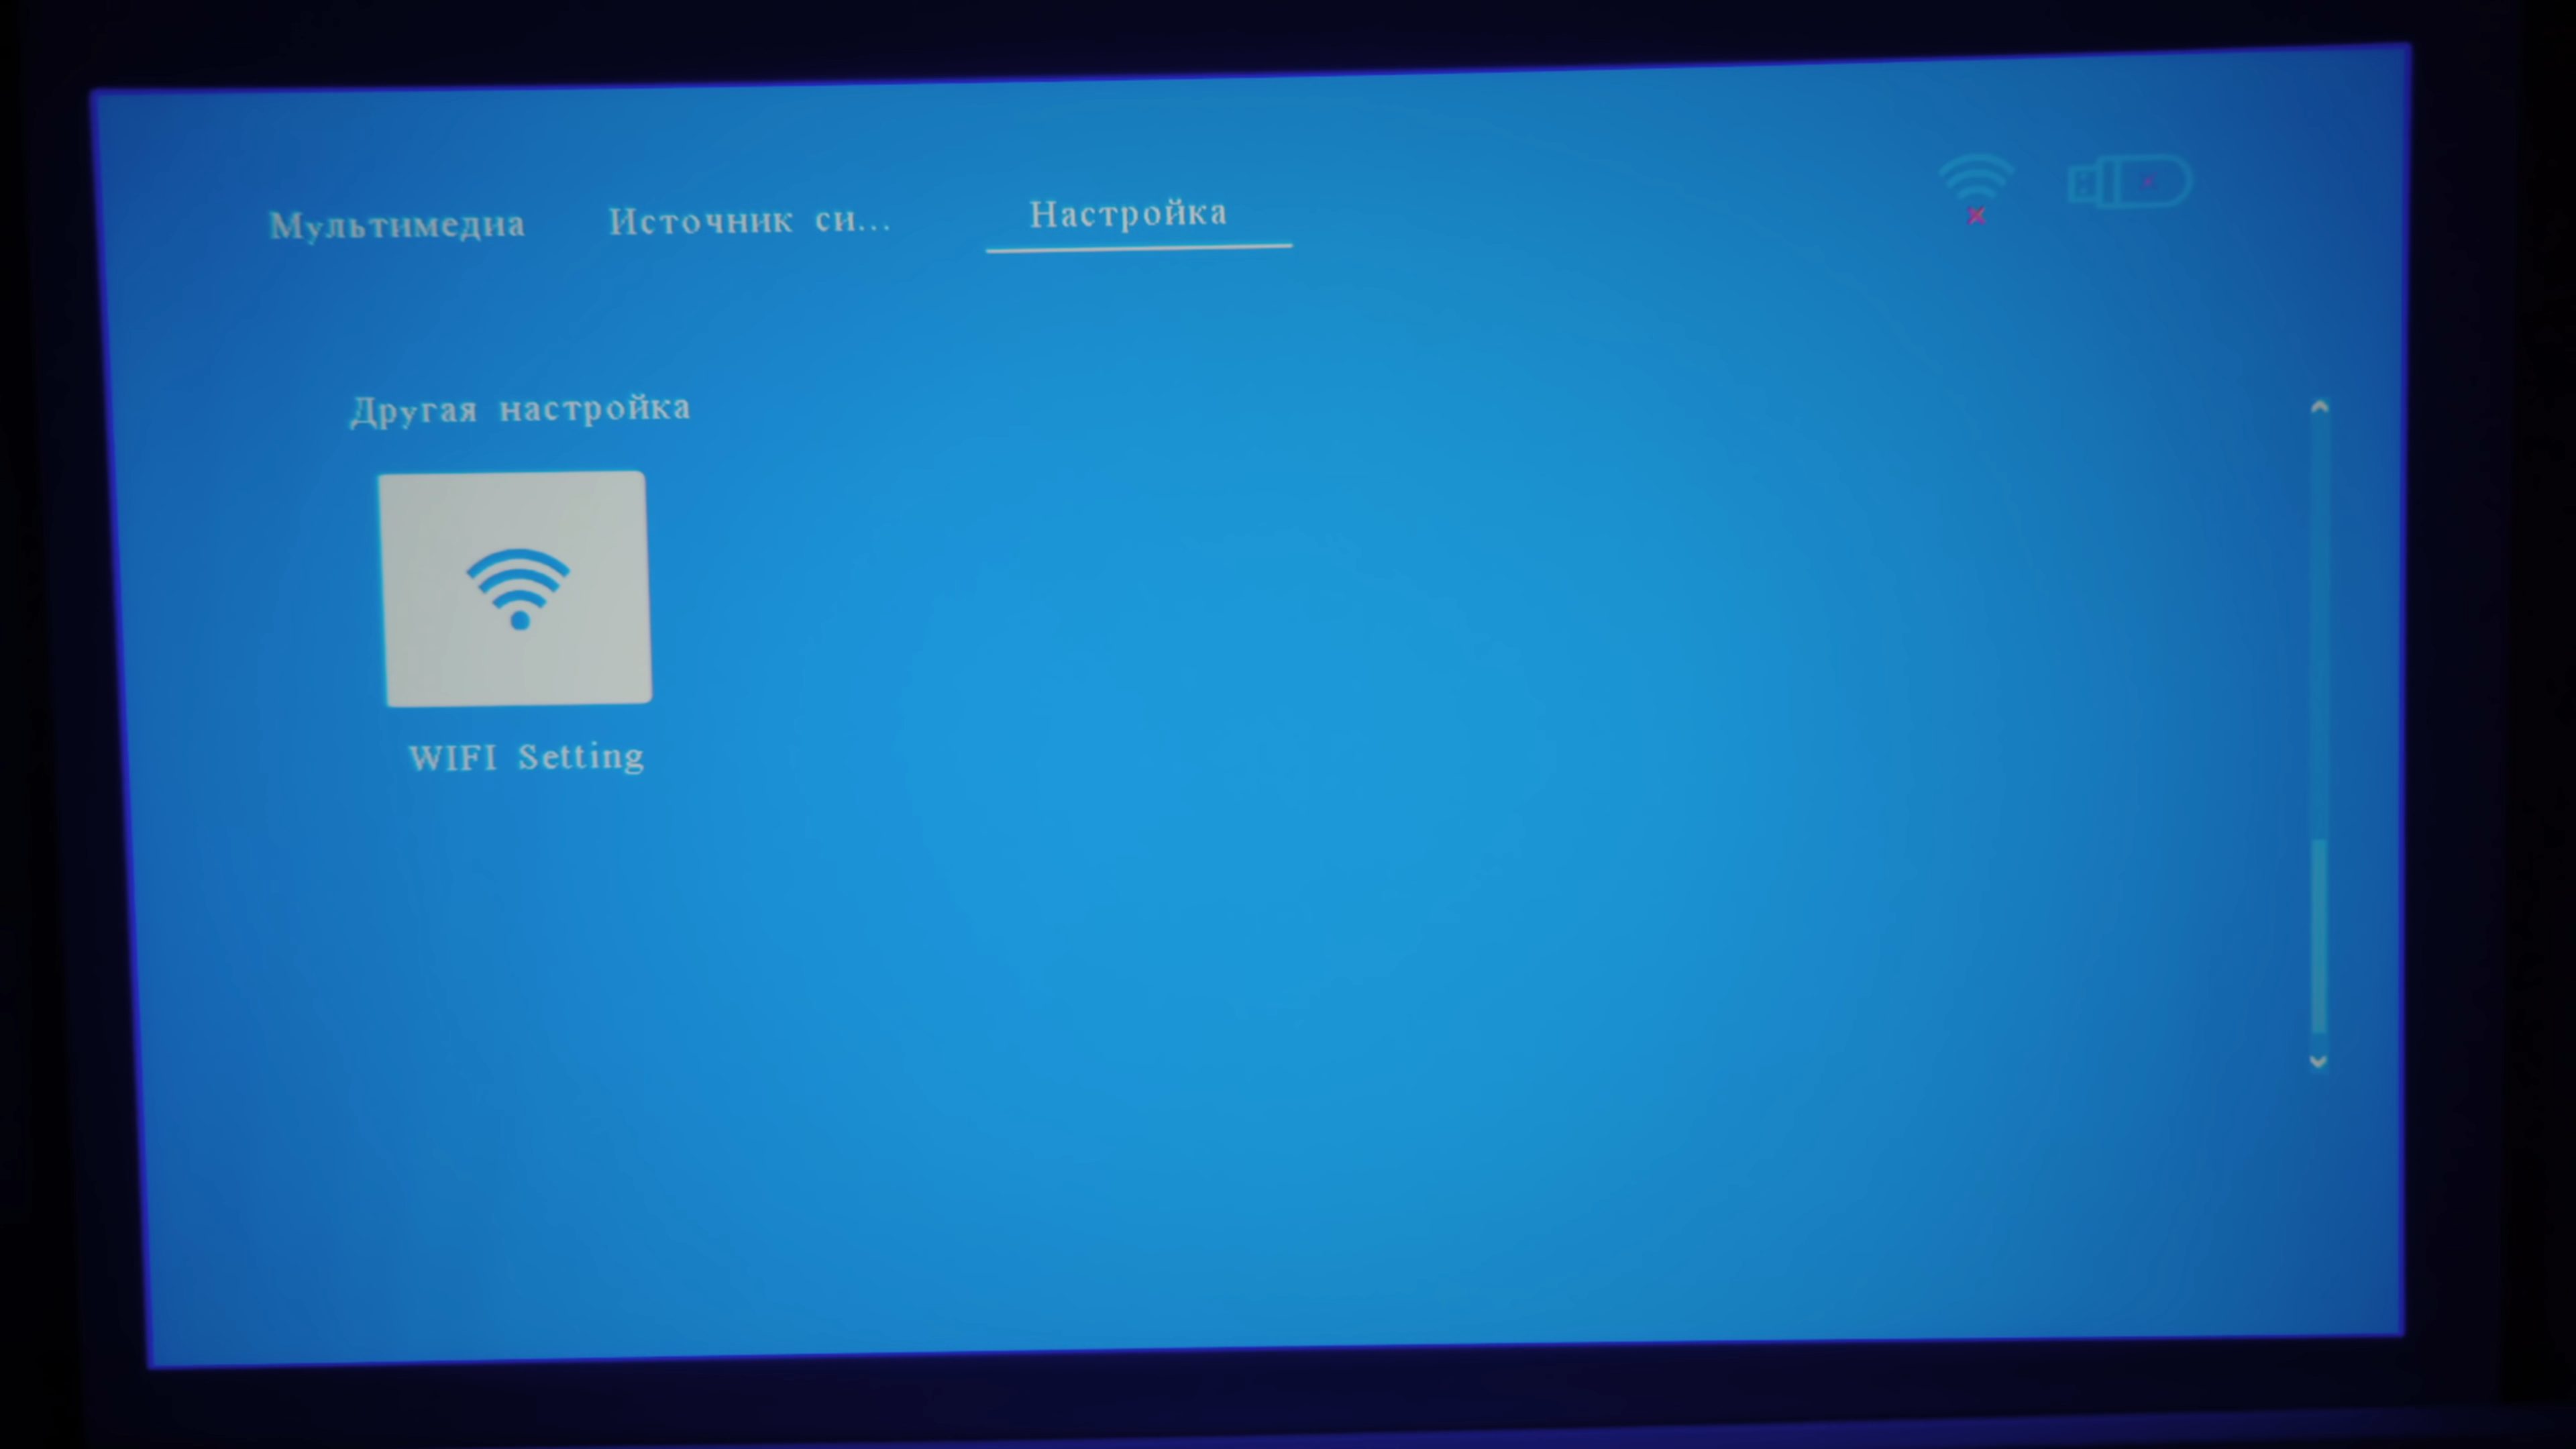 Мультимедиа
Источник си...
Настройка
Другая настройка
WIFI Setting